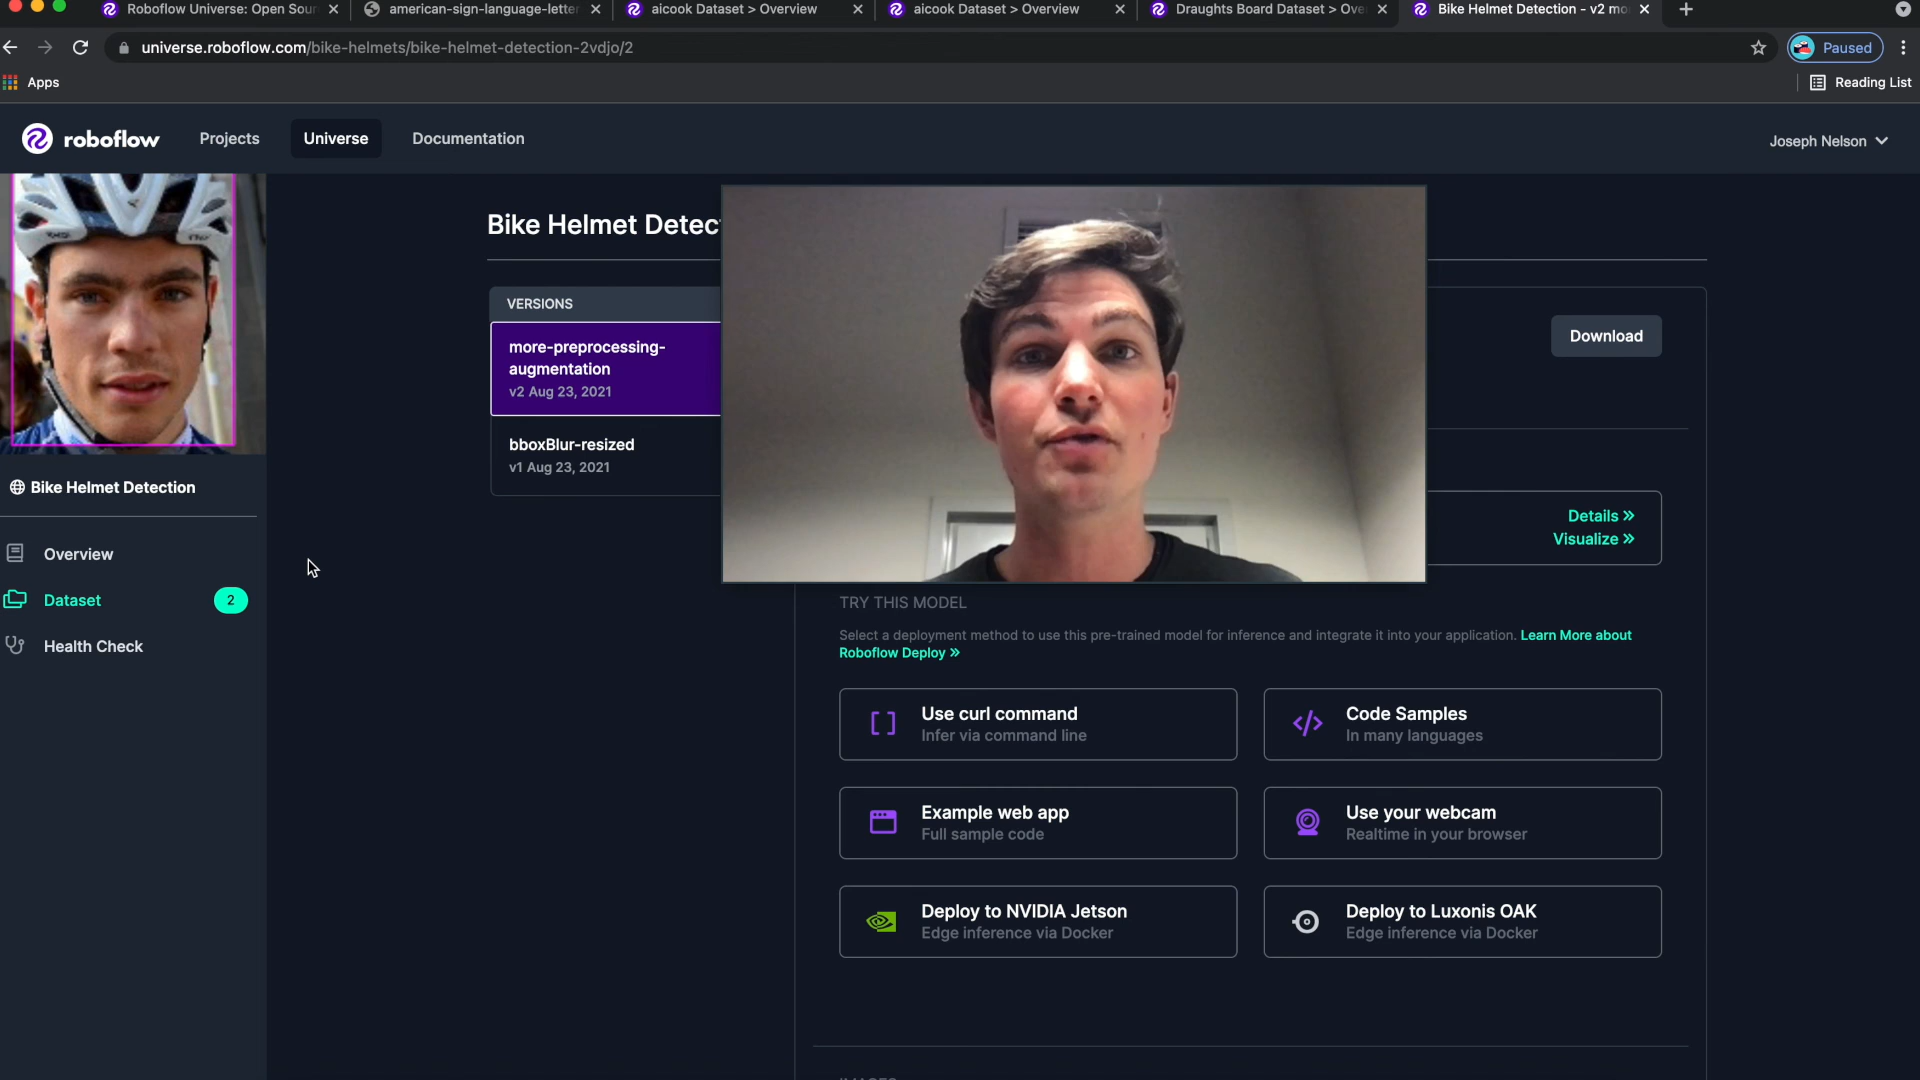 Roboflow Universe: Open Sour
american-sign-language-letter
aicook Dataset > Overview
aicook Dataset > Overview
Draughts Board Dataset > Ove
Bike Helmet Detection - v2 mo
universe.roboflow.com/bike-helmets/bike-helmet-detection-2vdjo/2
Paused
Apps
Reading List
roboflow
Projects
Universe
Documentation
Joseph Nelson
Bike Helmet Detec
VERSIONS
more-preprocessing-
augmentation
v2 Aug 23, 2021
bboxBlur-resized
v1 Aug 23, 2021
Download
Details »
Visualize »
Bike Helmet Detection
Overview
Dataset
2
Health Check
TRY THIS MODEL
Select a deployment method to use this pre-trained model for inference and integrate it into your application. Learn More about
Roboflow Deploy »
Use curl command
Infer via command line
Code Samples
In many languages
Example web app
Full sample code
Use your webcam
Realtime in your browser
Deploy to NVIDIA Jetson
Edge inference via Docker
Deploy to Luxonis OAK
Edge inference via Docker